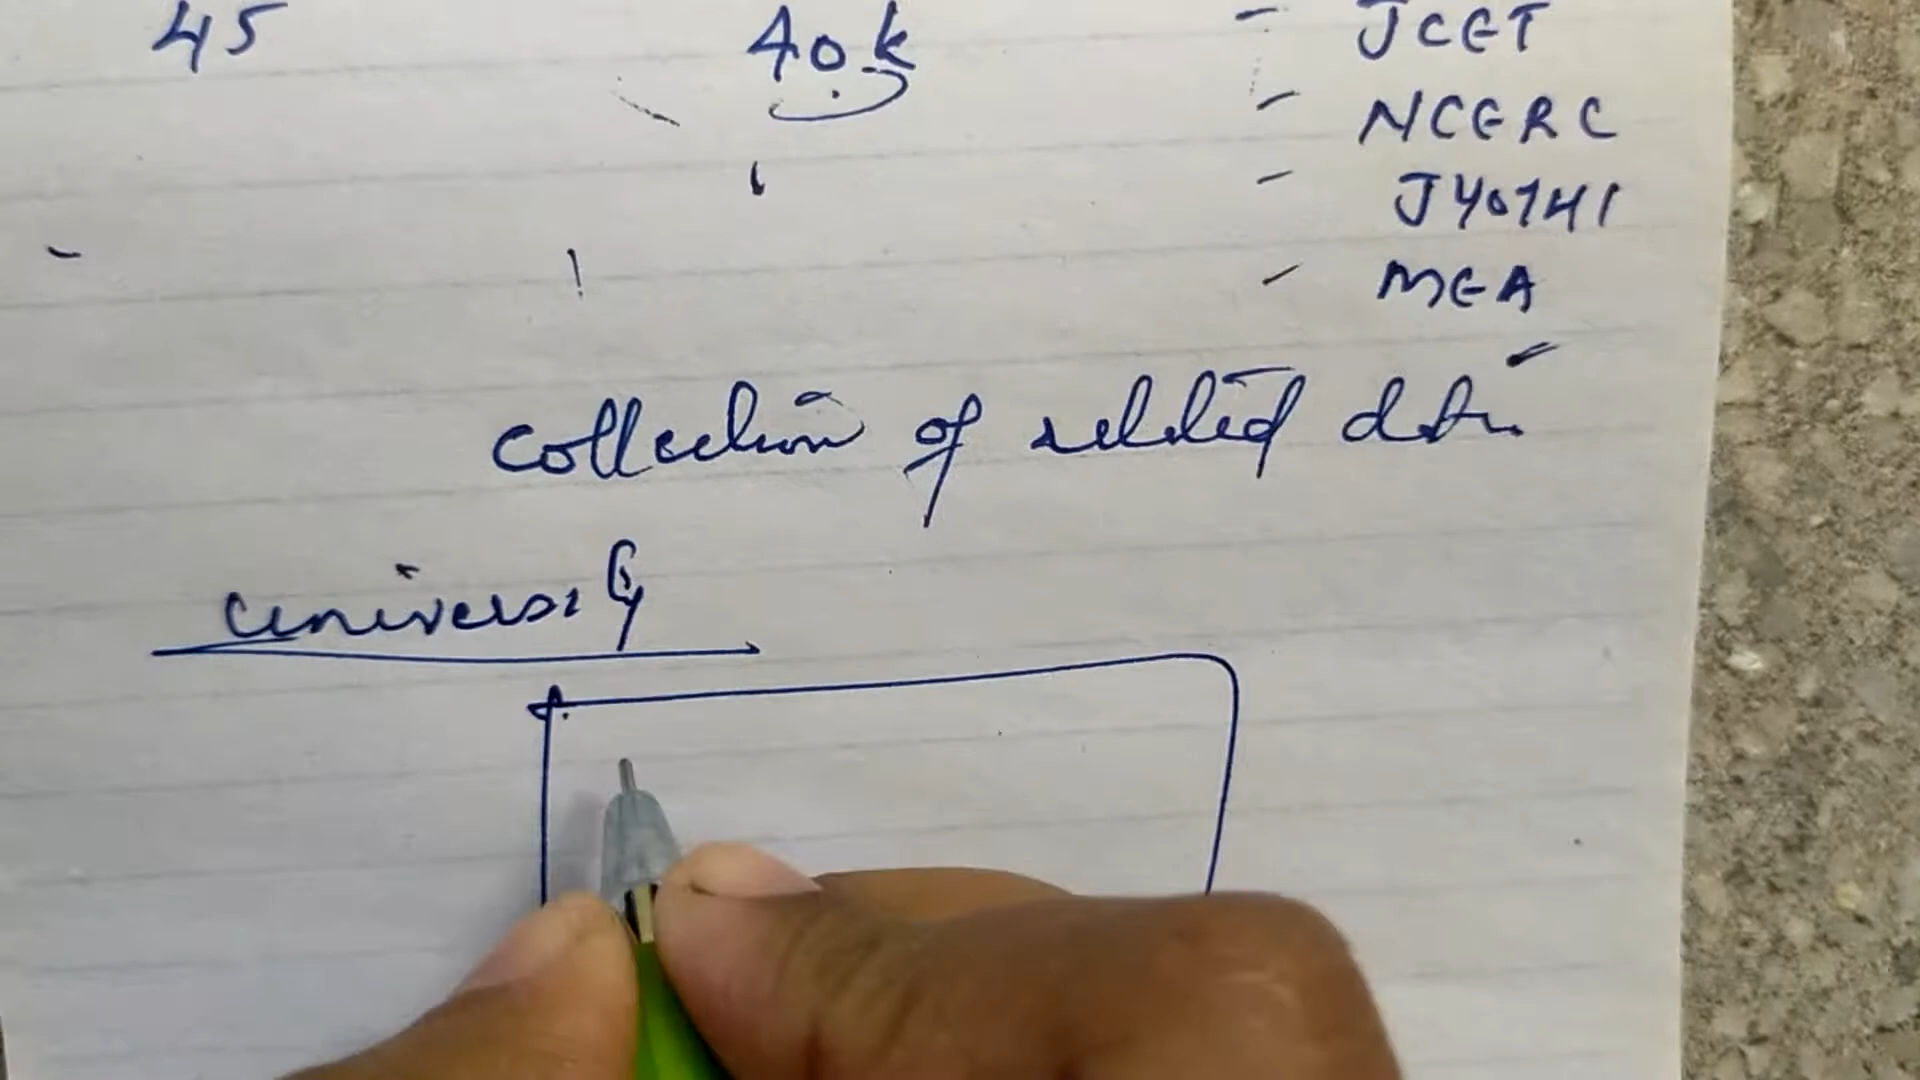 45 40k - JCET
- NCERC
- JYOTHI
- MEA
collection of related data
university